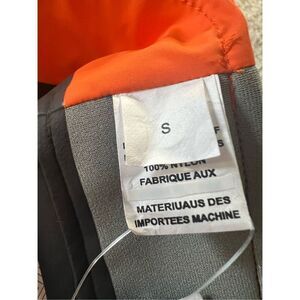 S
F
S
100% NYLON
FABRIQUE AUX
MATERIUAUS DES
IMPORTEES MACHINE